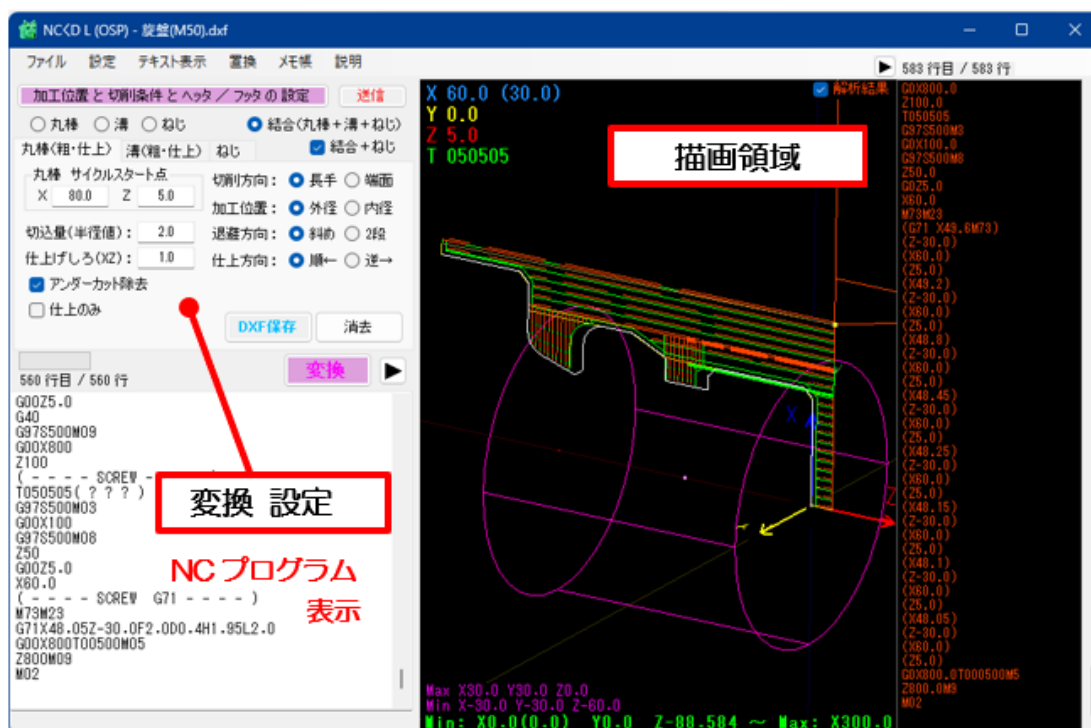 NC<D L (OSP) - 旋盤(M50).dxf
ファイル 設定 テキスト表示 置換 メモ帳 説明
583 行目 / 583 行
加工位置 と 切削条件 と ヘッタ / フッタ の 設定 送信
丸棒 溝 ねじ 結合(丸棒+溝+ねじ)
丸棒(粗・仕上) 溝(粗・仕上) ねじ 結合+ねじ
丸棒 サイクルスタート点
X 80.0 Z 5.0
切削方向: 長手 端面
加工位置: 外径 内径
切込量(半径値): 2.0 退避方向: 斜め 2段
仕上げしろ(XZ): 1.0 仕上方向: 順← 逆→
アンダーカット除去
仕上のみ
DXF保存 消去
560 行目 / 560 行
変換
G00Z5.0
G40
G97S500M09
G00X800
Z100
( - - - - SCREW -
T050505( ? ? ? )
G97S500M03
G00X100
G97S500M08
Z50
G00Z5.0
X60.0
( - - - - SCREW G71 - - - - )
M73M23
G71X48.05Z-30.0F2.0D0.4H1.95L2.0
G00X800T00500M05
Z800M09
M02
変換 設定
NC プログラム
表示
X 60.0 (30.0)
Y 0.0
Z 5.0
T 050505
解析結果
描画領域
X
Y
Z
Max X30.0 Y30.0 Z0.0
Min X-30.0 Y-30.0 Z-60.0
Min: X0.0(0.0) Y0.0 Z-88.584 ~ Max: X300.0
G0X800.0
Z100.0
T050505
G97S500M3
G0X100.0
G97S500M8
Z50.0
G0Z5.0
X60.0
M73M23
(G71 X49.6M73)
(Z-30.0)
(X60.0)
(Z5.0)
(X49.2)
(Z-30.0)
(X60.0)
(Z5.0)
(X48.8)
(Z-30.0)
(X60.0)
(Z5.0)
(X48.45)
(Z-30.0)
(X60.0)
(Z5.0)
(X48.25)
(Z-30.0)
(X60.0)
(Z5.0)
(X48.15)
(Z-30.0)
(X60.0)
(Z5.0)
(X48.1)
(Z-30.0)
(X60.0)
(Z5.0)
(X48.05)
(Z-30.0)
(X60.0)
(Z5.0)
G0X800.0T000500M5
Z800.0M9
M02